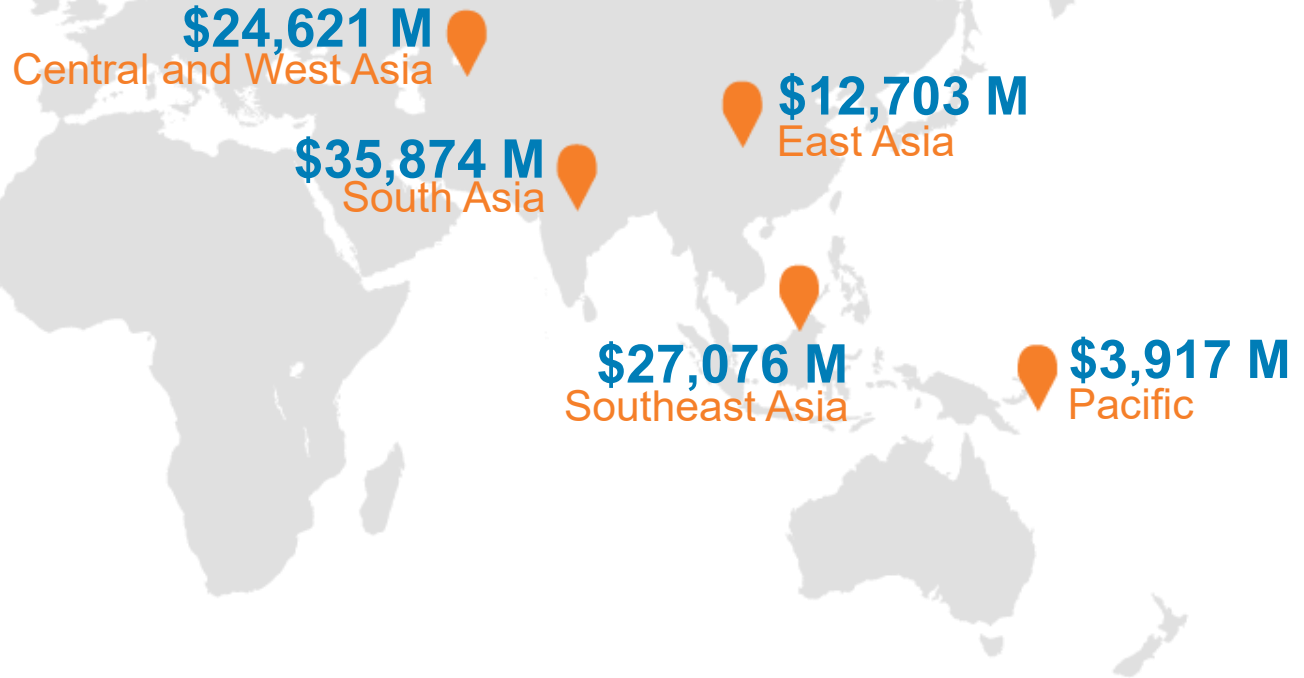 $24,621 M
Central and West Asia
$12,703 M
East Asia
$35,874 M
South Asia
$27,076 M
Southeast Asia
$3,917 M
Pacific